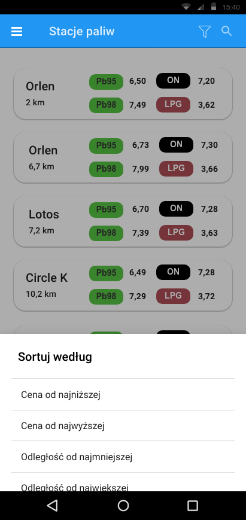 15:40
Stacje paliw
Orlen Pb95 6,50 ON 7,20
2 km Pb98 7,49 LPG 3,62
Orlen Pb95 6,73 ON 7,30
6,7 km Pb98 7,99 LPG 3,66
Lotos Pb95 6,70 ON 7,28
7,2 km Pb98 7,39 LPG 3,63
Circle K Pb95 6,49 ON 7,28
10,2 km Pb98 7,29 LPG 3,72
Sortuj według
Cena od najniższej
Cena od najwyższej
Odległość od najmniejszej
Odległość od największej